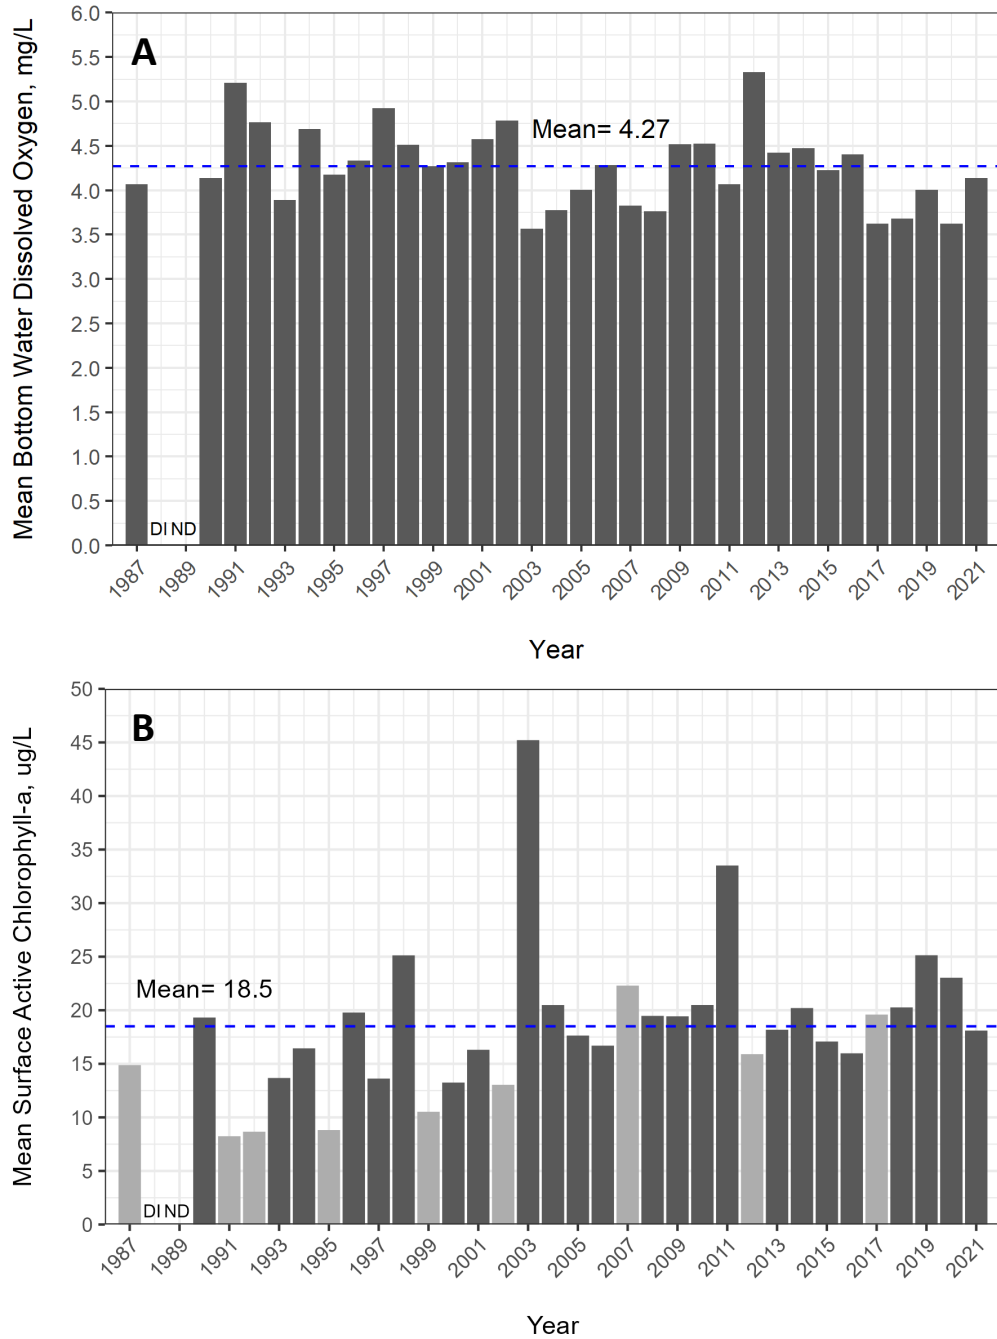 Mean Bottom Water Dissolved Oxygen, mg/L
6.0
5.5
5.0
4.5
4.0
3.5
3.0
2.5
2.0
1.5
1.0
0.5
0.0
A
Mean= 4.27
DI ND
1987 1989 1991 1993 1995 1997 1999 2001 2003 2005 2007 2009 2011 2013 2015 2017 2019 2021
Year
Mean Surface Active Chlorophyll-a, ug/L
50
45
40
35
30
25
20
15
10
5
0
B
Mean= 18.5
DI ND
1987 1989 1991 1993 1995 1997 1999 2001 2003 2005 2007 2009 2011 2013 2015 2017 2019 2021
Year